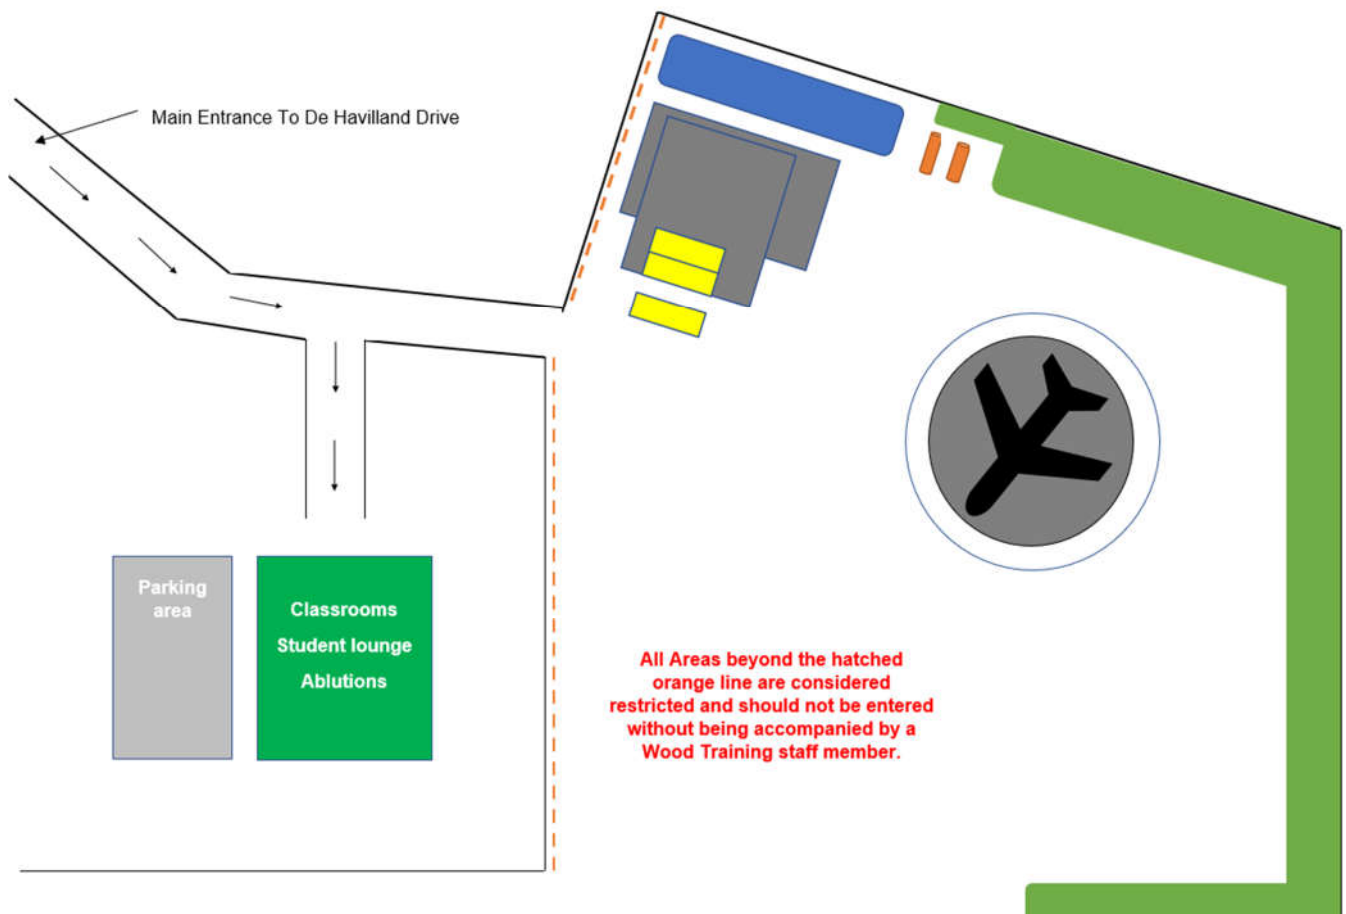 Main Entrance To De Havilland Drive
Parking
area
Classrooms
Student lounge
Ablutions
All Areas beyond the hatched
orange line are considered
restricted and should not be entered
without being accompanied by a
Wood Training staff member.